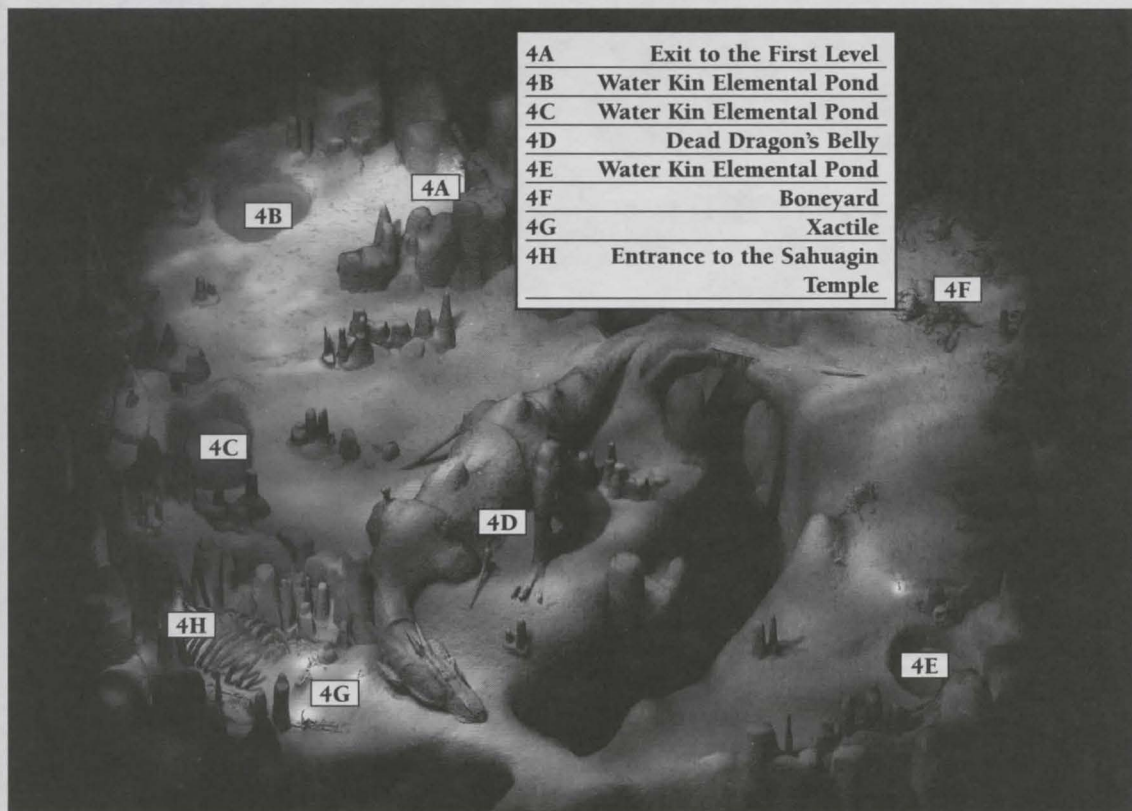 4A Exit to the First Level
4B Water Kin Elemental Pond
4C Water Kin Elemental Pond
4D Dead Dragon's Belly
4E Water Kin Elemental Pond
4F Boneyard
4G Xactile
4H Entrance to the Sahuagin
Temple
4A
4B
4F
4C
4D
4H
4E
4G